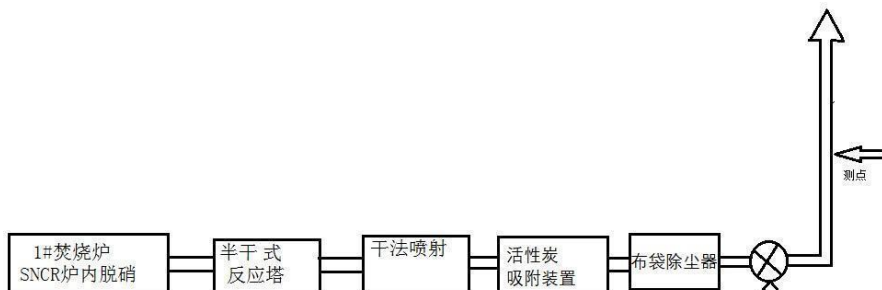 测点
1#焚烧炉
SNCR炉内脱硝
半干式
反应塔
干法喷射
活性炭
吸附装置
布袋除尘器